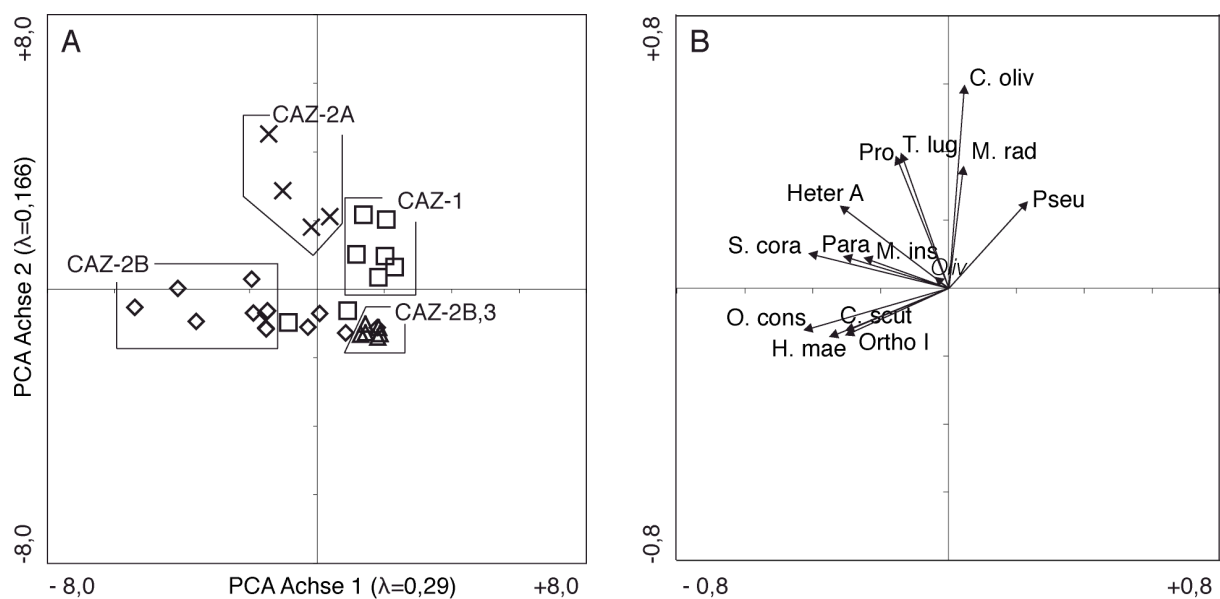 A
+8,0
CAZ-2A
CAZ-1
CAZ-2B
CAZ-2B,3
PCA Achse 2 (λ=0,166)
-8,0
- 8,0
PCA Achse 1 (λ=0,29)
+8,0
B
+0,8
C. oliv
Pro
T. lug
M. rad
Heter A
Pseu
S. cora
Para
M. ins
Oliv
O. cons
C. scut
H. mae
Ortho I
-0,8
- 0,8
+0,8